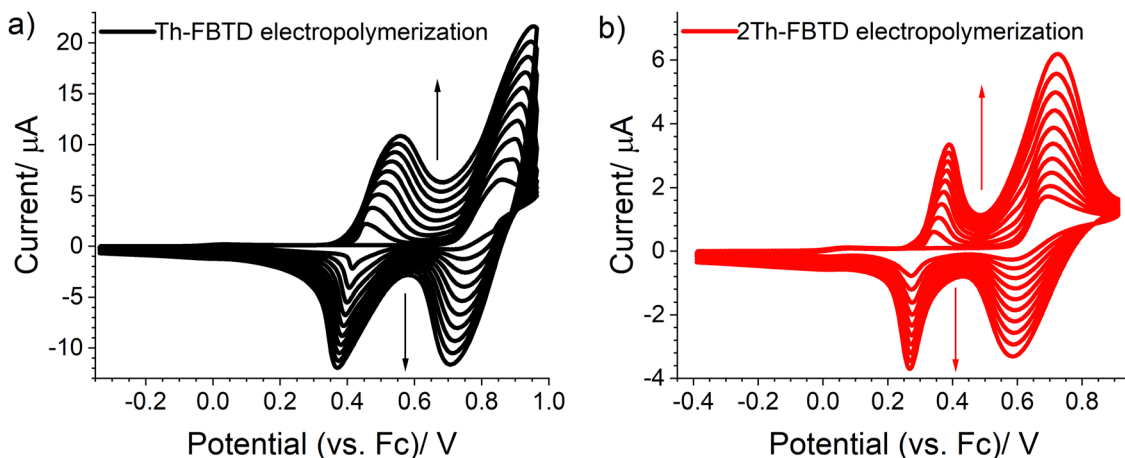 a)
Th-FBTD electropolymerization
20
15
10
5
0
-5
-10
Current/ μA
-0.2 0.0 0.2 0.4 0.6 0.8 1.0
Potential (vs. Fc)/ V
b)
2Th-FBTD electropolymerization
6
4
2
0
-2
-4
Current/ μA
-0.4 -0.2 0.0 0.2 0.4 0.6 0.8
Potential (vs. Fc)/ V